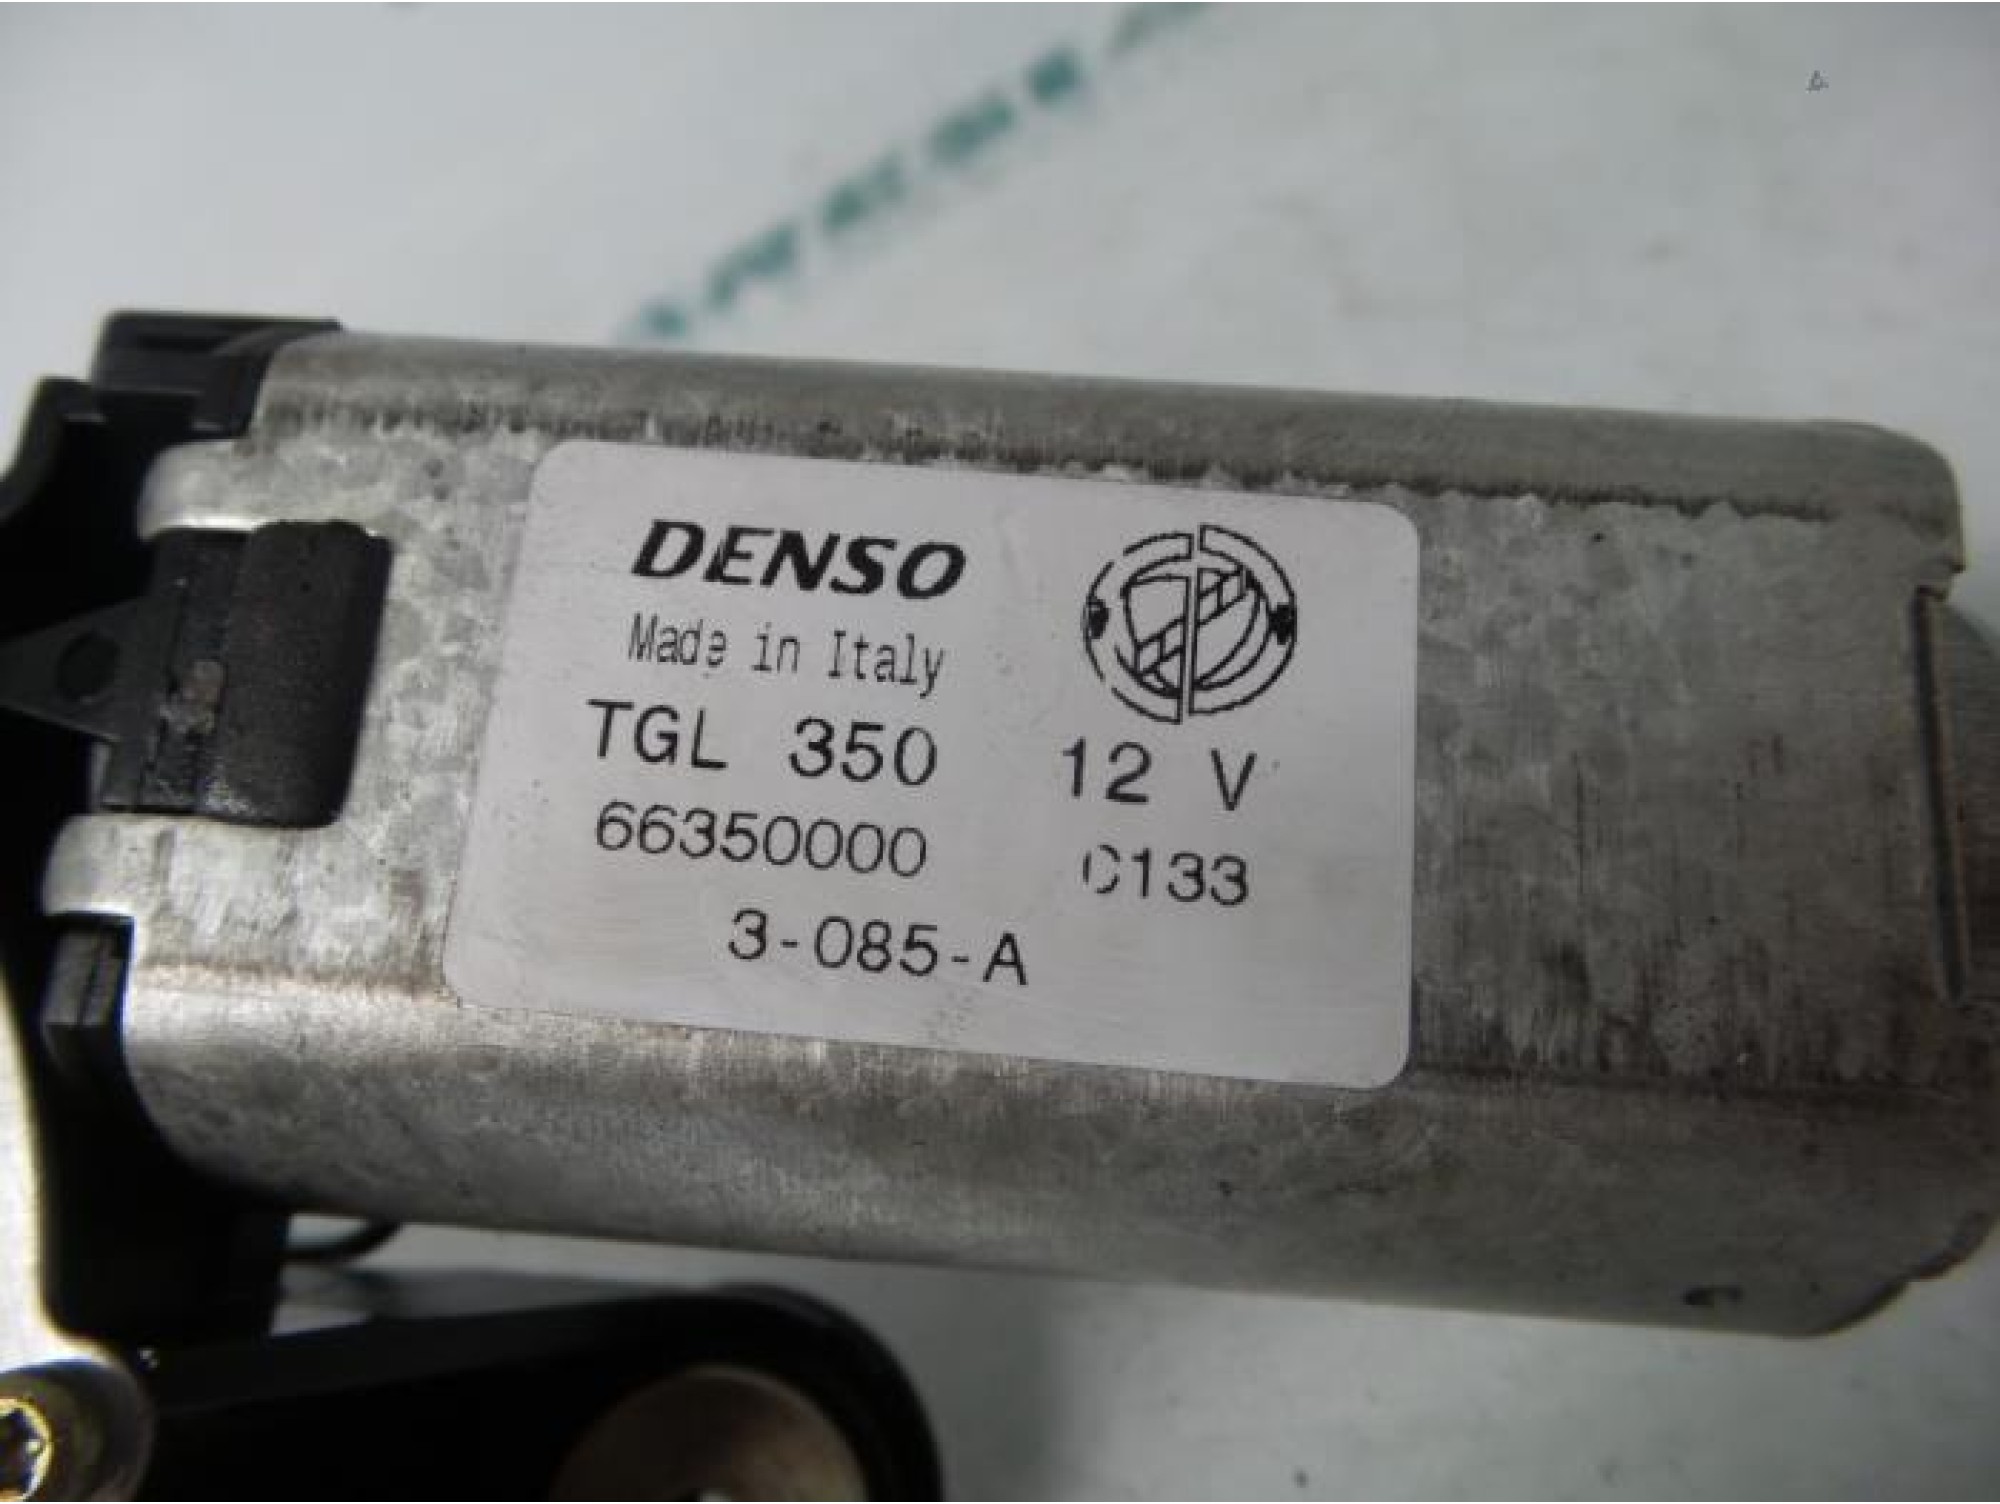 DENSO
Made in Italy
TGL 350 12 V
66350000 C133
3-085-A